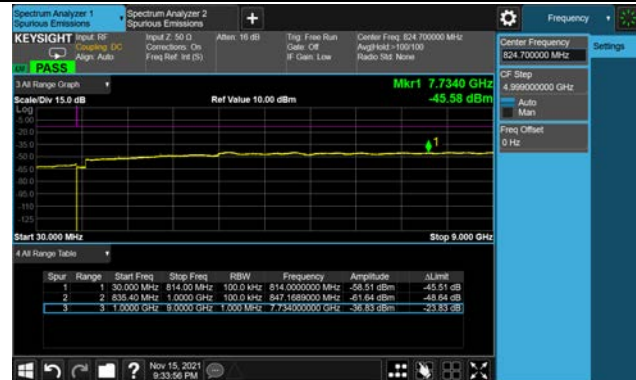 Spectrum Analyzer 1
Spurious Emissions
Spectrum Analyzer 2
Spurious Emissions
+
Frequency
KEYSIGHT
Input: RF
Coupling: DC
Align: Auto
Input Z: 50 Ω
Corrections: On
Freq Ref: Int (S)
Atten: 16 dB
Trig: Free Run
Gate: Off
IF Gain: Low
Center Freq: 824.700000 MHz
Avg|Hold:>100/100
Radio Std: None
PASS
Center Frequency
824.700000 MHz
Settings
CF Step
4.999000000 GHz
Auto
Man
Freq Offset
0 Hz
3 All Range Graph
Mkr1 7.7340 GHz
Scale/Div 15.0 dB
Ref Value 10.00 dBm
-45.58 dBm
Log
-5.00
-20.0
-35.0
-50.0
-65.0
-80.0
-95.0
-110
-125
1
Start 30.000 MHz
Stop 9.000 GHz
4 All Range Table
Spur Range Start Freq Stop Freq RBW Frequency Amplitude ΔLimit
1 1 30.000 MHz 814.00 MHz 100.0 kHz 814.0000000 MHz -58.51 dBm -45.51 dB
2 2 835.40 MHz 1.0000 GHz 100.0 kHz 847.1689000 MHz -61.64 dBm -48.64 dB
3 3 1.0000 GHz 9.0000 GHz 1.000 MHz 7.734000000 GHz -36.83 dBm -23.83 dB
?
Nov 15, 2021
9:33:56 PM